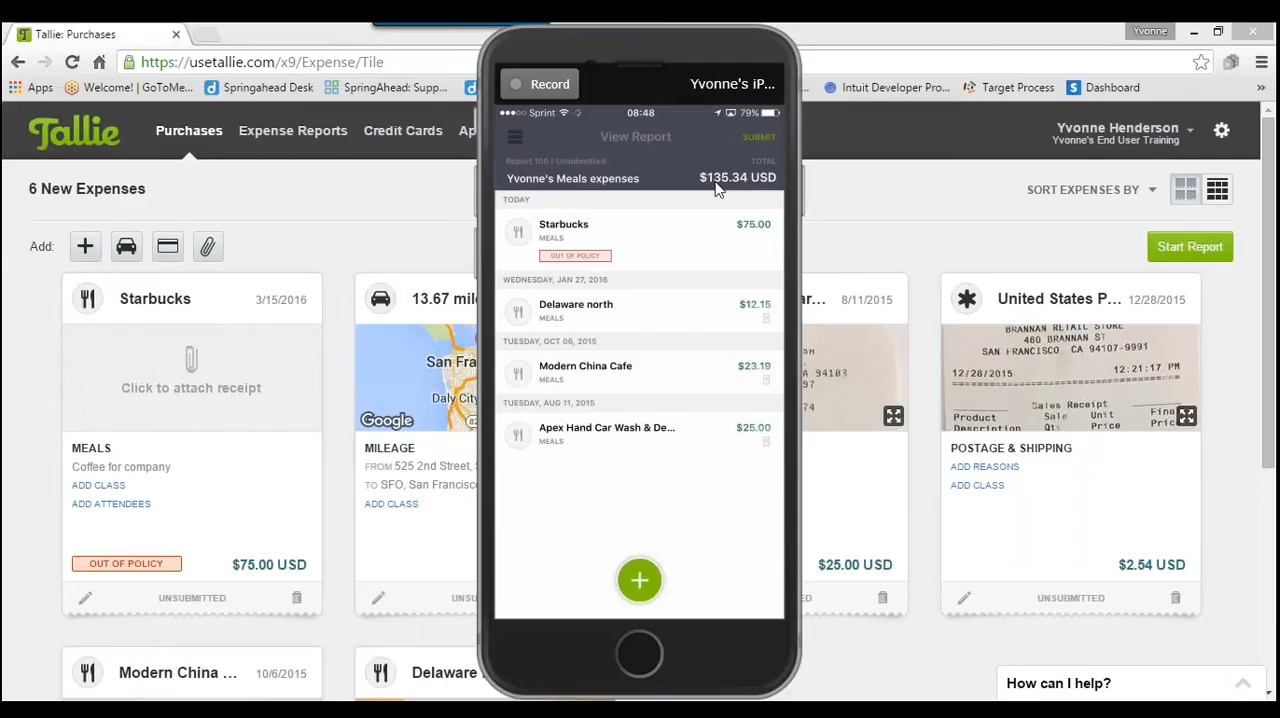 Tallie: Purchases
Yvonne
https://usetallie.com/x9/Expense/Tile
Apps
Welcome! | GoToMe...
Springahead Desk
SpringAhead: Supp...
Intuit Developer Pro...
Target Process
Dashboard
Tallie
Purchases
Expense Reports
Credit Cards
Yvonne Henderson
Yvonne's End User Training
6 New Expenses
SORT EXPENSES BY
Add:
Start Report
Starbucks
3/15/2016
Click to attach receipt
MEALS
Coffee for company
ADD CLASS
ADD ATTENDEES
OUT OF POLICY
$75.00 USD
UNSUBMITTED
13.67 mil
San Fra
Daly City
Google
MILEAGE
FROM 525 2nd Street, S
TO SFO, San Francisc
ADD CLASS
UNSU
Record
Yvonne's iP...
Sprint
08:48
79%
View Report
SUBMIT
Report 100 | Unsubmitted
TOTAL
Yvonne's Meals expenses
$135.34 USD
TODAY
Starbucks
$75.00
MEALS
OUT OF POLICY
WEDNESDAY, JAN 27, 2016
Delaware north
$12.15
MEALS
TUESDAY, OCT 06, 2015
Modern China Cafe
$23.19
MEALS
TUESDAY, AUG 11, 2015
Apex Hand Car Wash & De...
$25.00
MEALS
ar...
8/11/2015
A 94103
$25.00 USD
United States P...
12/28/2015
BRANNAN RETAIL STORE
460 BRANNAN ST
SAN FRANCISCO CA 94107-9991
12/28/2015
12:21:17 PM
Sales Receipt
Product Sale Unit Fina
Description Qty Price Pric
POSTAGE & SHIPPING
ADD REASONS
ADD CLASS
$2.54 USD
UNSUBMITTED
Modern China ...
10/6/2015
Delaware
How can I help?